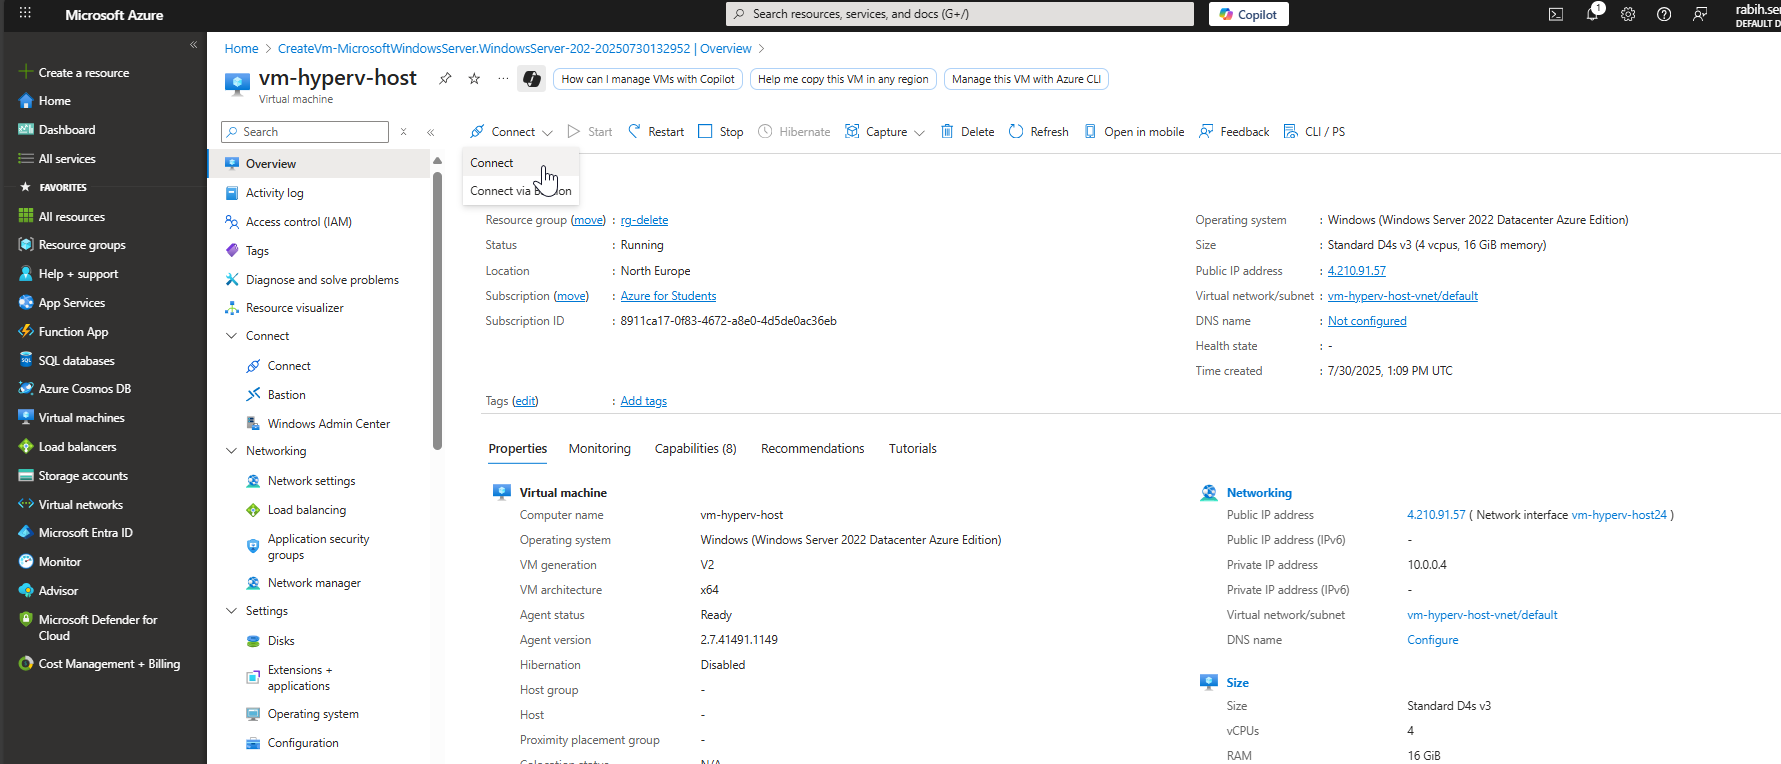 Microsoft Azure
Search resources, services, and docs (G+/)
Copilot
1
rabih.se
DEFAULT D
Create a resource
Home
Dashboard
All services
FAVORITES
All resources
Resource groups
Help + support
App Services
Function App
SQL databases
Azure Cosmos DB
Virtual machines
Load balancers
Storage accounts
Virtual networks
Microsoft Entra ID
Monitor
Advisor
Microsoft Defender for
Cloud
Cost Management + Billing
Home > CreateVm-MicrosoftWindowsServer.WindowsServer-202-20250730132952 | Overview >
vm-hyperv-host
Virtual machine
How can I manage VMs with Copilot
Help me copy this VM in any region
Manage this VM with Azure CLI
Search
Overview
Activity log
Access control (IAM)
Tags
Diagnose and solve problems
Resource visualizer
Connect
Connect
Bastion
Windows Admin Center
Networking
Network settings
Load balancing
Application security
groups
Network manager
Settings
Disks
Extensions +
applications
Operating system
Configuration
Connect Start Restart Stop Hibernate Capture Delete Refresh Open in mobile Feedback CLI / PS
Connect
Connect via
Resource group (move) : rg-delete
Status : Running
Location : North Europe
Subscription (move) : Azure for Students
Subscription ID : 8911ca17-0f83-4672-a8e0-4d5de0ac36eb
Operating system : Windows (Windows Server 2022 Datacenter Azure Edition)
Size : Standard D4s v3 (4 vcpus, 16 GiB memory)
Public IP address : 4.210.91.57
Virtual network/subnet : vm-hyperv-host-vnet/default
DNS name : Not configured
Health state : -
Time created : 7/30/2025, 1:09 PM UTC
Tags (edit) : Add tags
Properties Monitoring Capabilities (8) Recommendations Tutorials
Virtual machine
Computer name vm-hyperv-host
Operating system Windows (Windows Server 2022 Datacenter Azure Edition)
VM generation V2
VM architecture x64
Agent status Ready
Agent version 2.7.41491.1149
Hibernation Disabled
Host group -
Host -
Proximity placement group -
Networking
Public IP address 4.210.91.57 ( Network interface vm-hyperv-host24 )
Public IP address (IPv6) -
Private IP address 10.0.0.4
Private IP address (IPv6) -
Virtual network/subnet vm-hyperv-host-vnet/default
DNS name Configure
Size
Size Standard D4s v3
vCPUs 4
RAM 16 GiB